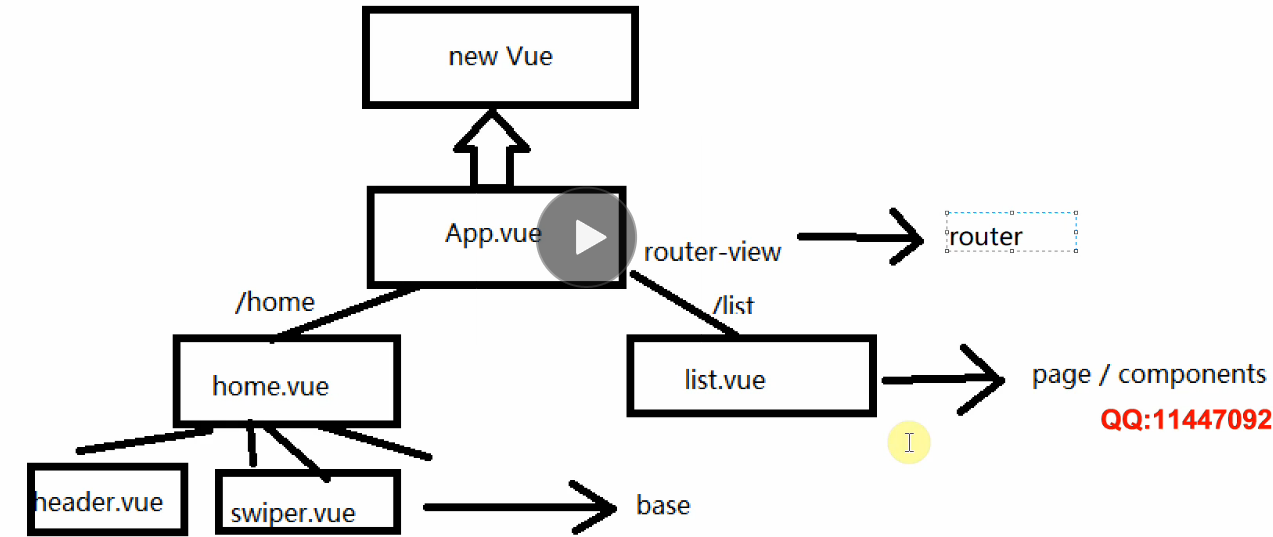 new Vue
App.vue
router-view
router
/home
/list
home.vue
list.vue
page / components
QQ:11447092
header.vue
swiper.vue
base